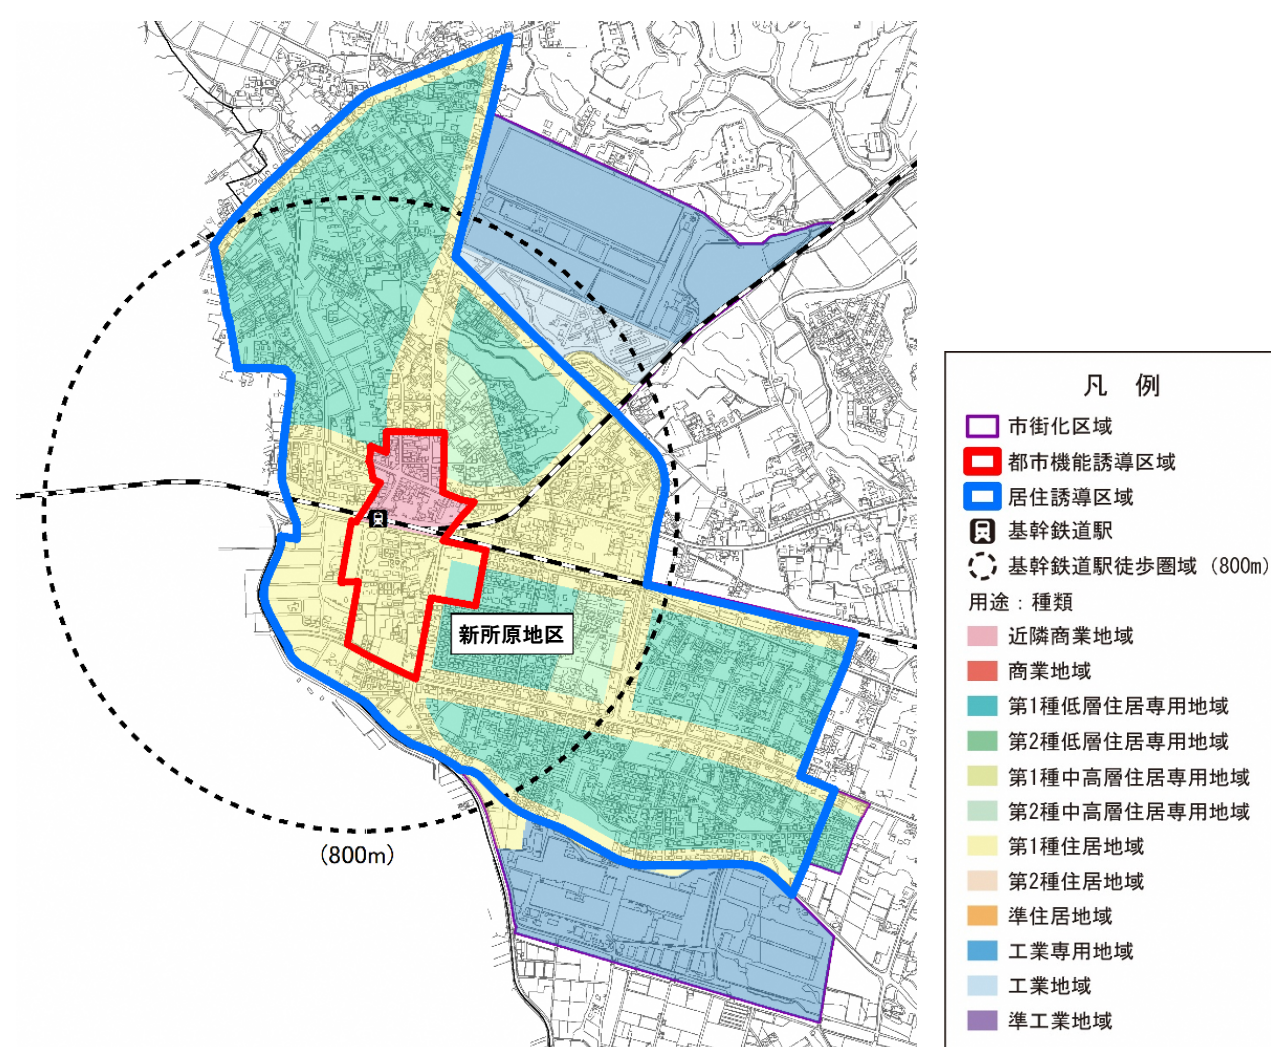 新所原地区
(800m)
凡 例
市街化区域
都市機能誘導区域
居住誘導区域
基幹鉄道駅
基幹鉄道駅徒歩圏域 (800m)
用途：種類
近隣商業地域
商業地域
第1種低層住居専用地域
第2種低層住居専用地域
第1種中高層住居専用地域
第2種中高層住居専用地域
第1種住居地域
第2種住居地域
準住居地域
工業専用地域
工業地域
準工業地域